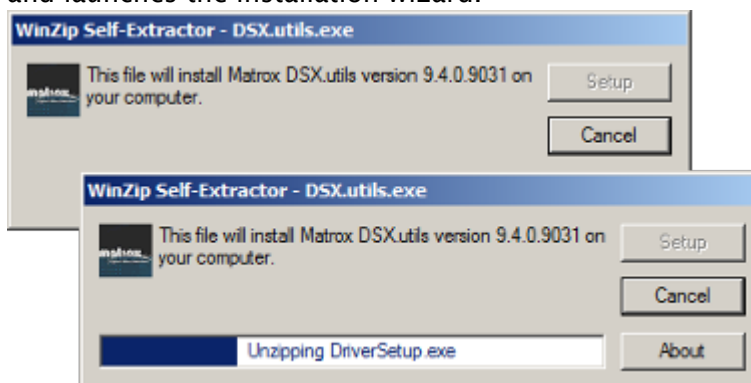 and launches the installation wizard.
WinZip Self-Extractor - DSX.utils.exe
This file will install Matrox DSX.utils version 9.4.0.9031 on
your computer.
Setup
Cancel
WinZip Self-Extractor - DSX.utils.exe
This file will install Matrox DSX.utils version 9.4.0.9031 on
your computer.
Setup
Cancel
Unzipping DriverSetup.exe
About
matrox
matrox